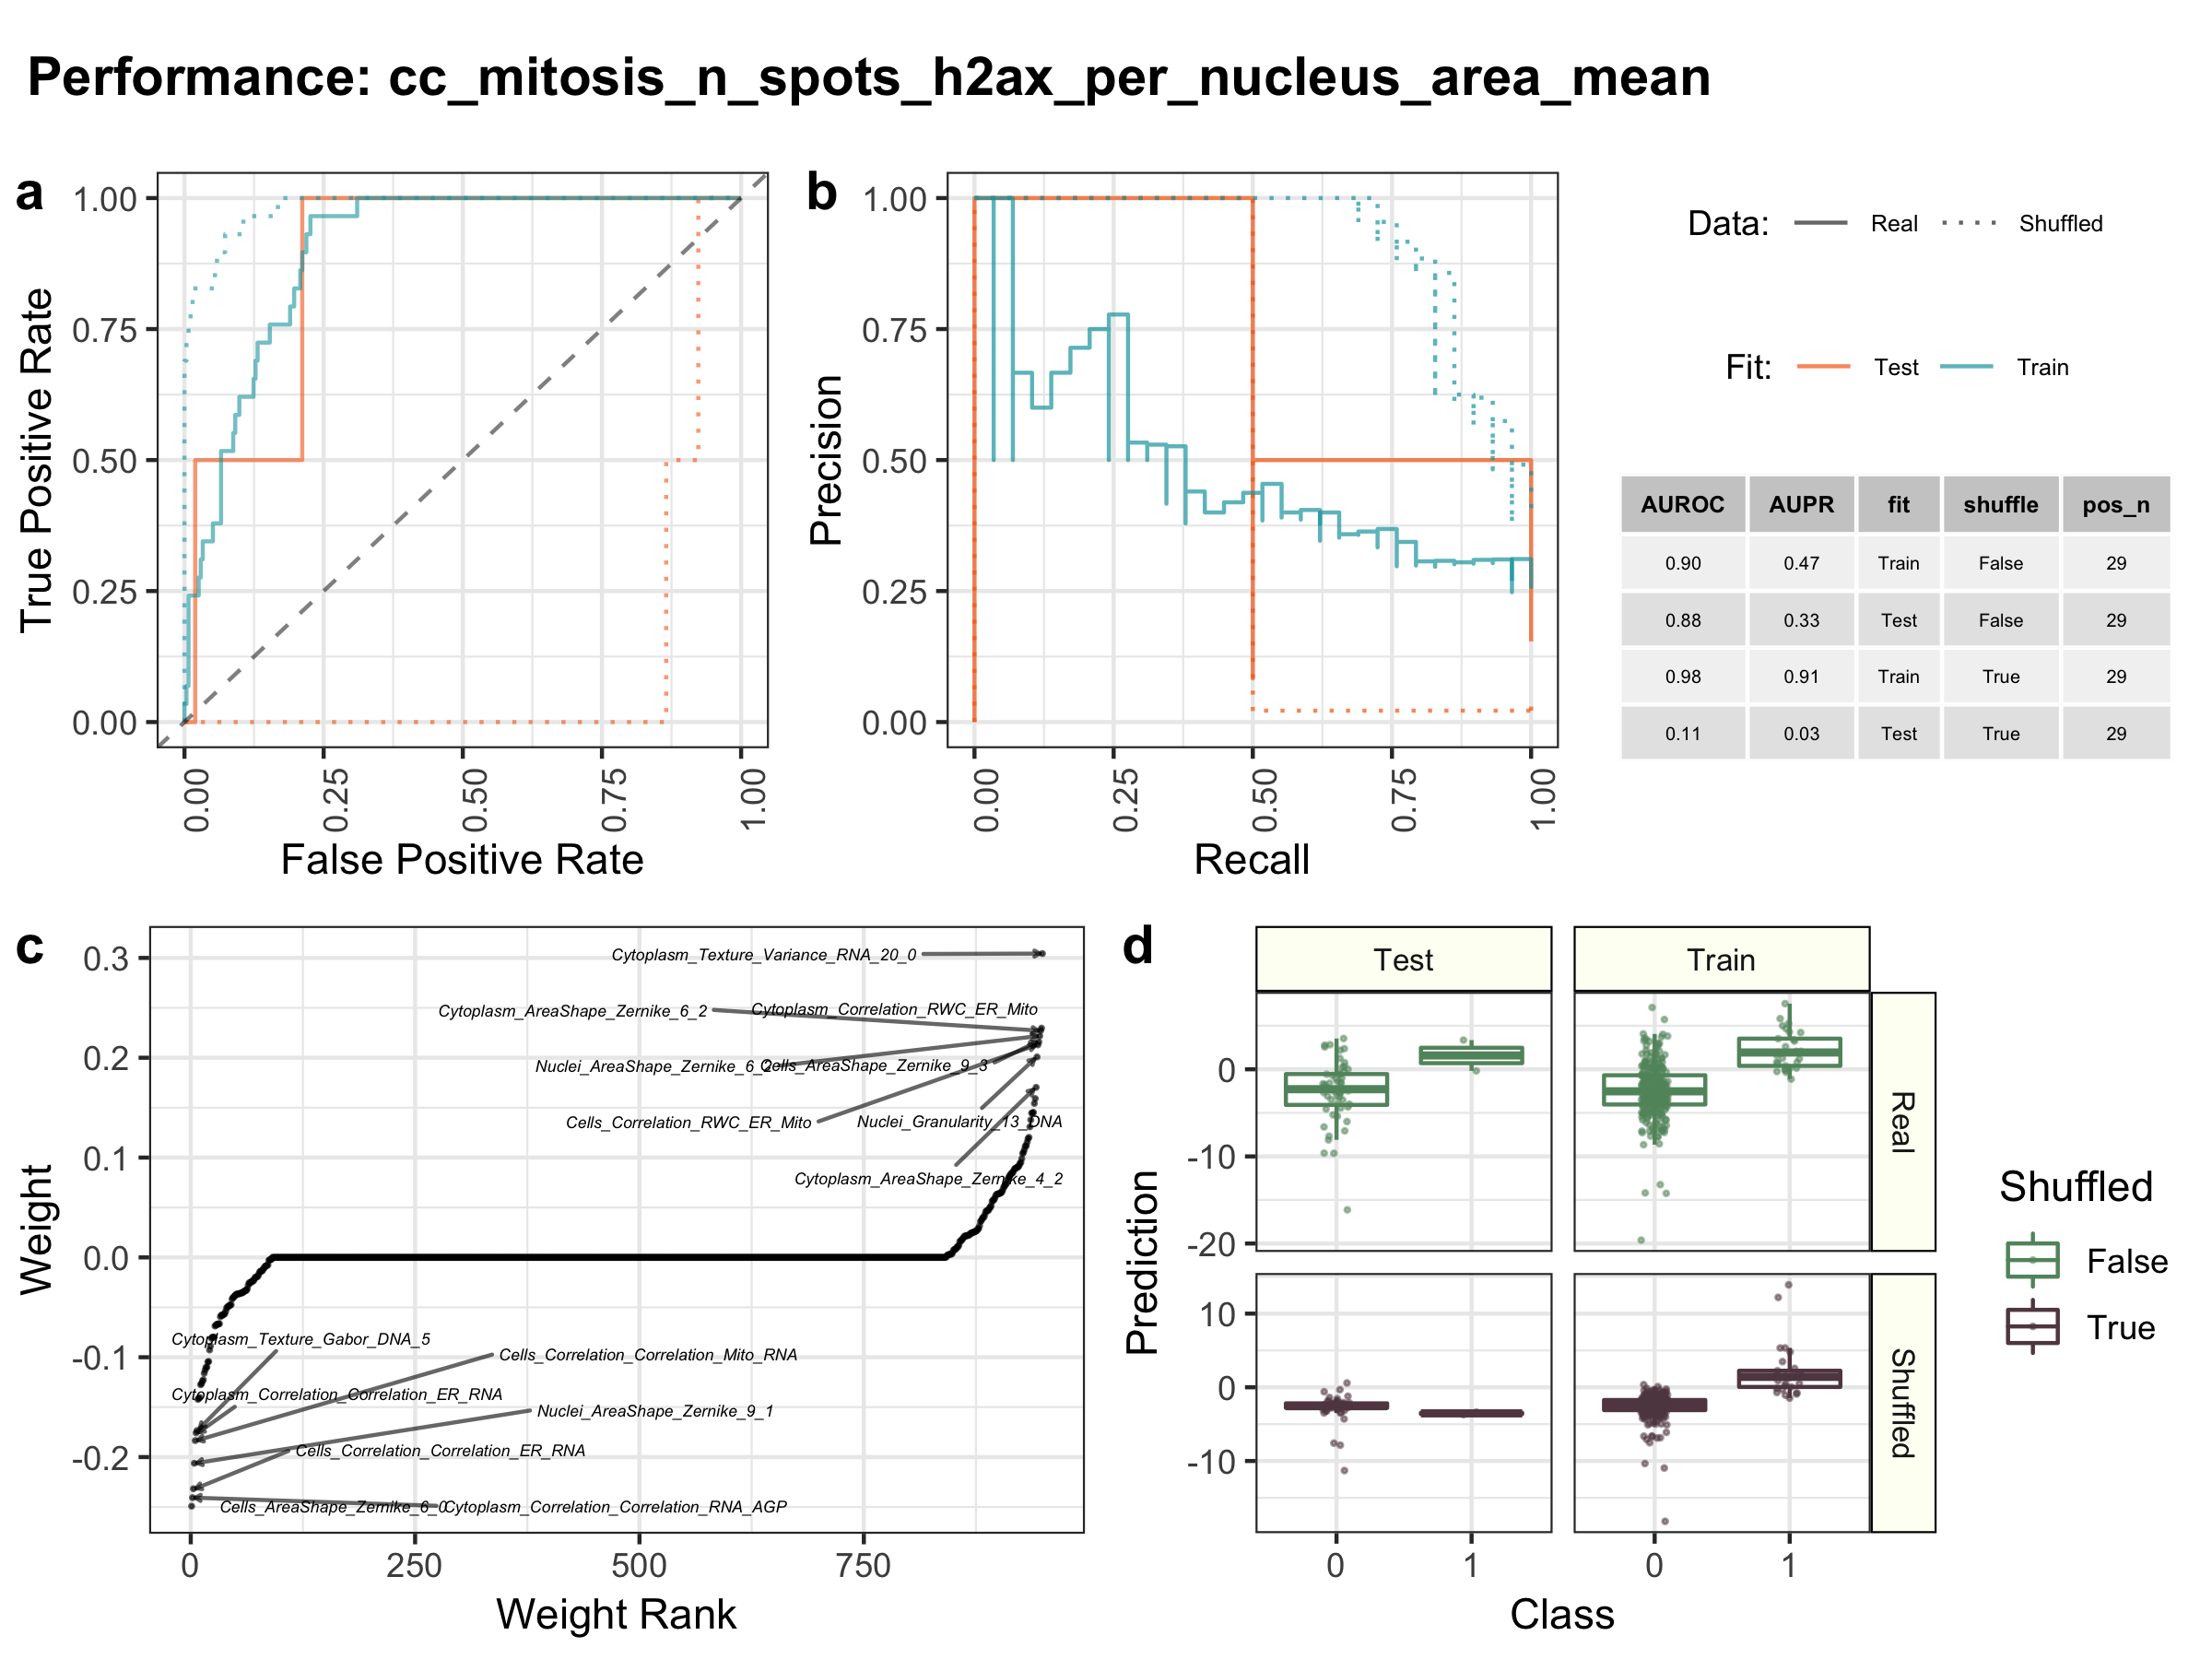 Performance: cc_mitosis_n_spots_h2ax_per_nucleus_area_mean
a
1.00
0.75
0.50
0.25
0.00
True Positive Rate
0.00
0.25
0.50
0.75
1.00
False Positive Rate
b
1.00
0.75
0.50
0.25
0.00
Precision
0.00
0.25
0.50
0.75
1.00
Recall
Data: Real Shuffled
Fit: Test Train
AUROC AUPR fit shuffle pos_n
0.90 0.47 Train False 29
0.88 0.33 Test False 29
0.98 0.91 Train True 29
0.11 0.03 Test True 29
c
0.3
0.2
0.1
0.0
-0.1
-0.2
Weight
Cytoplasm_Texture_Variance_RNA_20_0
Cytoplasm_AreaShape_Zernike_6_2
Cytoplasm_Correlation_RWC_ER_Mito
Nuclei_AreaShape_Zernike_6_2
Cells_AreaShape_Zernike_9_3
Cells_Correlation_RWC_ER_Mito
Nuclei_Granularity_13_DNA
Cytoplasm_AreaShape_Zernike_4_2
Cytoplasm_Texture_Gabor_DNA_5
Cells_Correlation_Correlation_Mito_RNA
Cytoplasm_Correlation_Correlation_ER_RNA
Nuclei_AreaShape_Zernike_9_1
Cells_Correlation_Correlation_ER_RNA
Cells_AreaShape_Zernike_6_0
Cytoplasm_Correlation_Correlation_RNA_AGP
0
250
500
750
Weight Rank
d
Test
Train
Real
Shuffled
0
-10
-20
10
0
-10
Prediction
0
1
0
1
Class
Shuffled
False
True